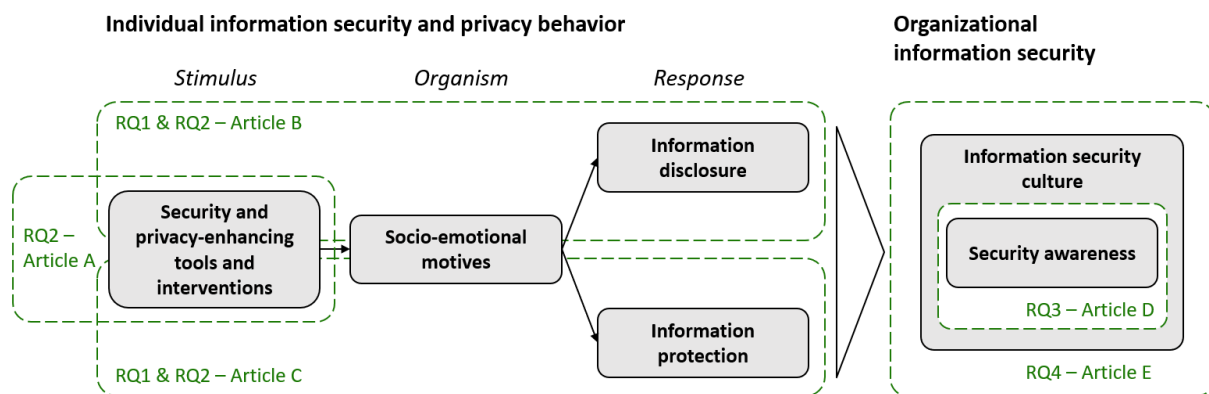 Individual information security and privacy behavior
Organizational
information security
Stimulus
Organism
Response
RQ1 & RQ2 – Article B
RQ2 –
Article A
Security and
privacy-enhancing
tools and
interventions
Socio-emotional
motives
Information
disclosure
Information
protection
RQ1 & RQ2 – Article C
Information security
culture
Security awareness
RQ3 – Article D
RQ4 – Article E